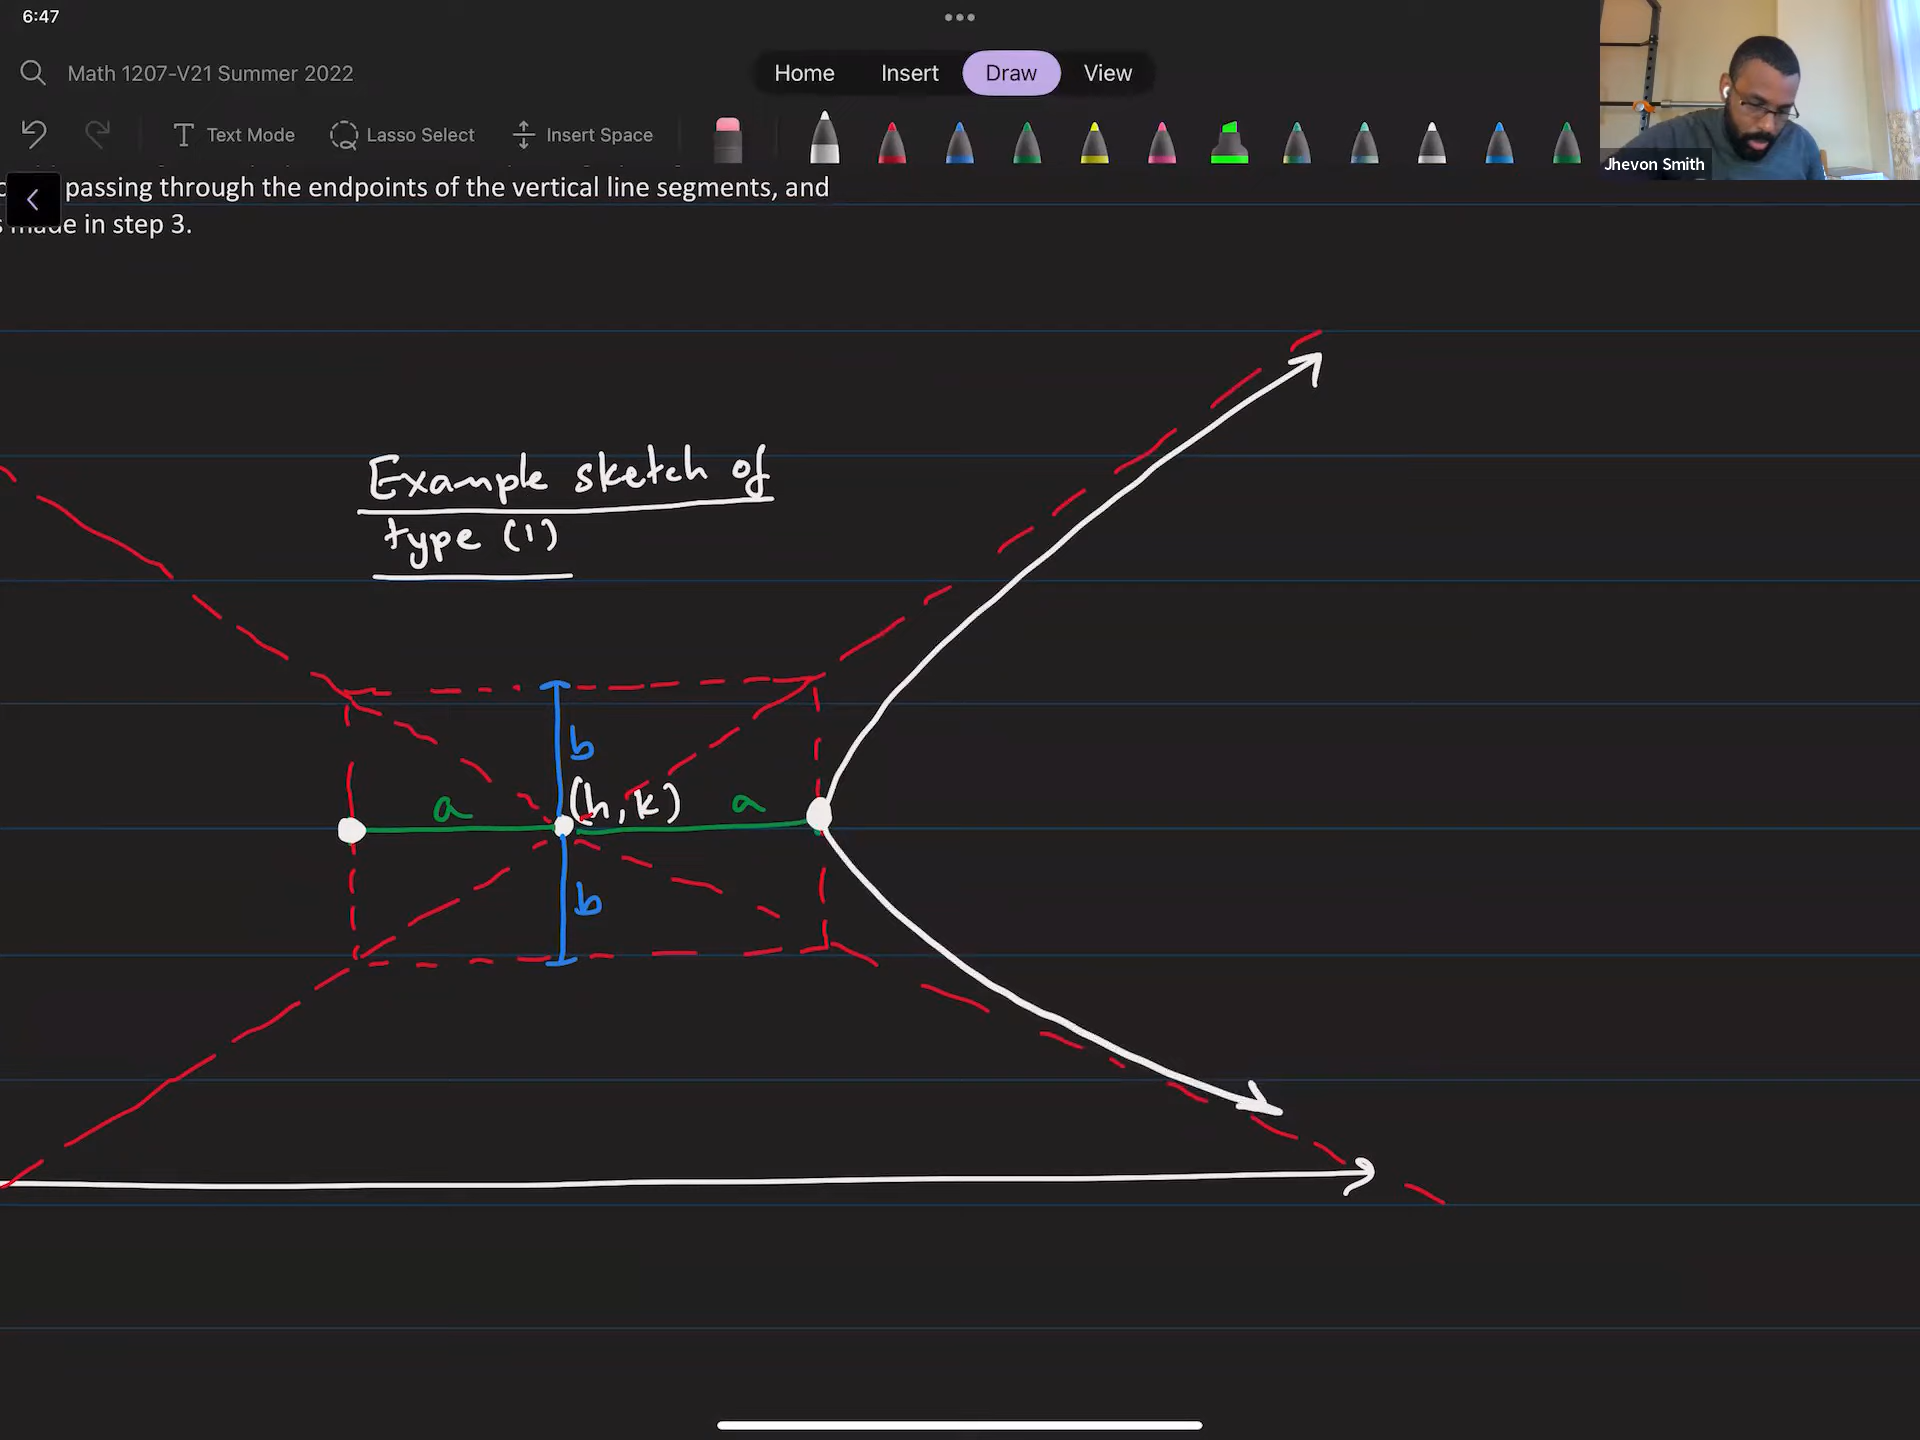 6:47
Math 1207-V21 Summer 2022
Home Insert Draw View
Text Mode Lasso Select Insert Space
Jhevon Smith
passing through the endpoints of the vertical line segments, and
made in step 3.
Example sketch of
type (1)
b
a (h,k) a
b